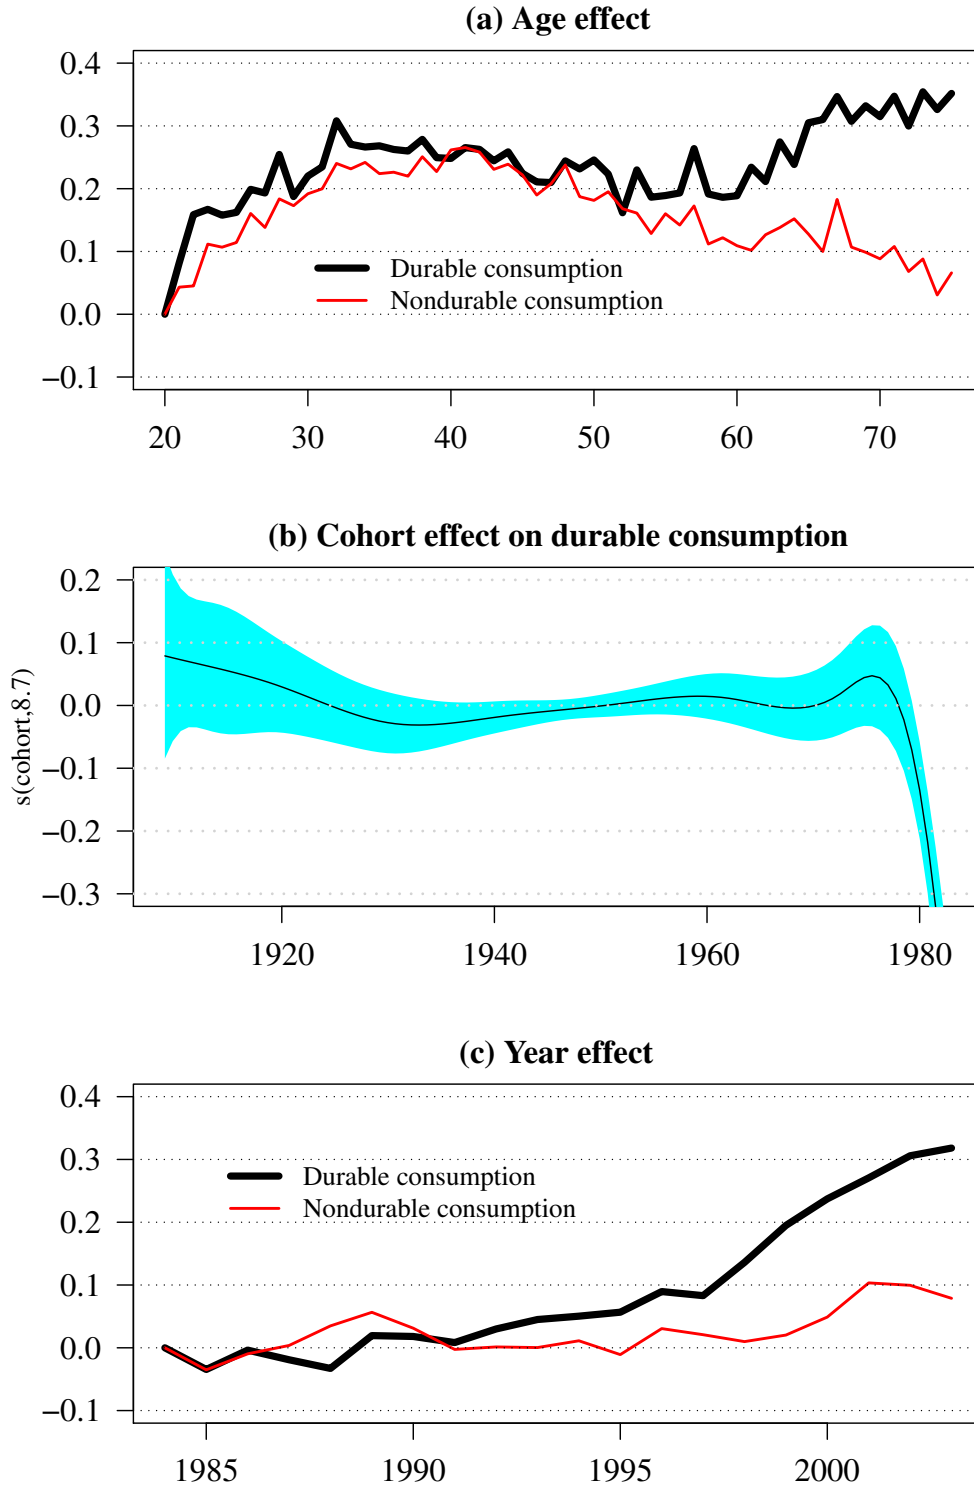 (a) Age effect
0.4
0.3
0.2
0.1
0.0
−0.1
Durable consumption
Nondurable consumption
20 30 40 50 60 70
(b) Cohort effect on durable consumption
s(cohort,8.7)
0.2
0.1
0.0
−0.1
−0.2
−0.3
1920 1940 1960 1980
(c) Year effect
0.4
0.3
0.2
0.1
0.0
−0.1
Durable consumption
Nondurable consumption
1985 1990 1995 2000